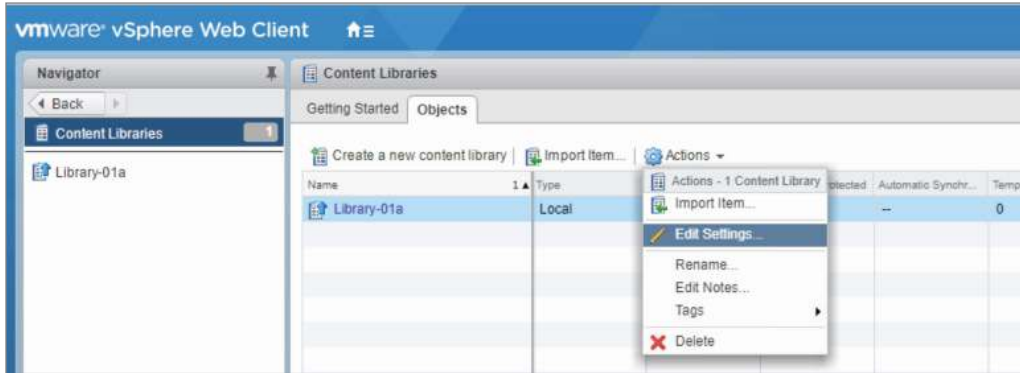 vmware® vSphere Web Client
Navigator
Back
Content Libraries 1
Library-01a
Content Libraries
Getting Started Objects
Create a new content library Import Item... Actions
Name 1 Type Automatic Synchr... Temp
Library-01a Local -- 0
Actions - 1 Content Library
Import Item...
Edit Settings...
Rename...
Edit Notes...
Tags
Delete